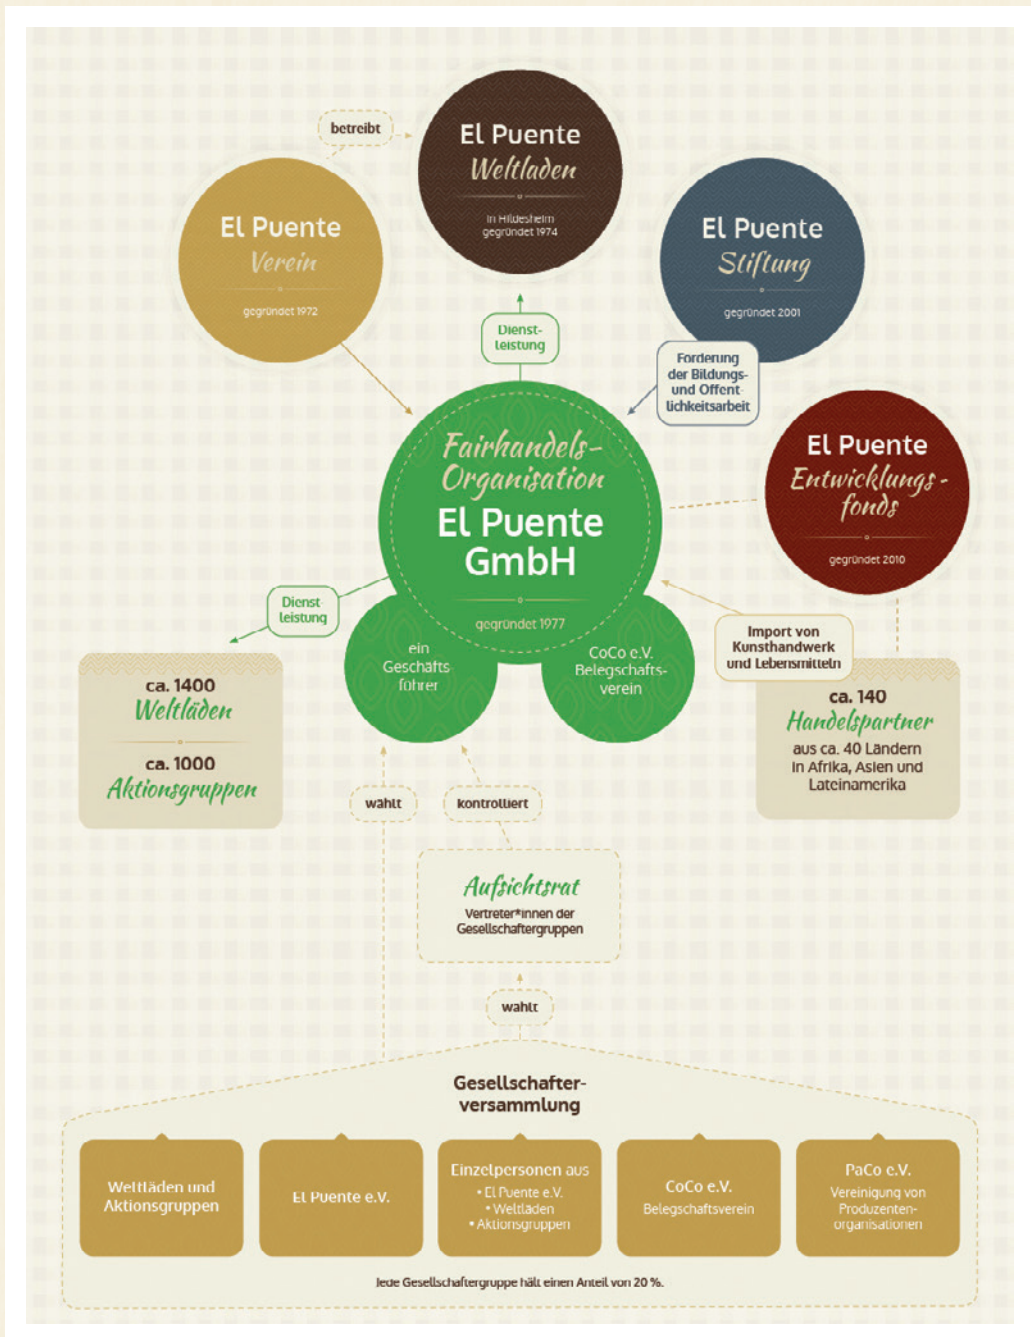 betreibt
El Puente
Weltladen
in Hildesheim
gegründet 1974
El Puente
Verein
gegründet 1972
El Puente
Stiftung
gegründet 2001
Dienst-
leistung
Forderung
der Bildungs-
und Offent-
lichkeitsarbeit
Fairhandels-
Organisation
El Puente
GmbH
gegründet 1977
El Puente
Entwicklungs-
fonds
gegründet 2010
Dienst-
leistung
ein
Geschäfts-
führer
CoCo e.V.
Belegschafts-
verein
Import von
Kunsthandwerk
und Lebensmitteln
ca. 1400
Weltläden
ca. 1000
Aktionsgruppen
ca. 140
Handelspartner
aus ca. 40 Ländern
in Afrika, Asien und
Lateinamerika
wählt
kontrolliert
Aufsichtsrat
Vertreter*innen der
Gesellschaftergruppen
wählt
Gesellschafter-
versammlung
Weltläden und
Aktionsgruppen
El Puente e.V.
Einzelpersonen aus
• El Puente e.V.
• Weltläden
• Aktionsgruppen
CoCo e.V.
Belegschaftsverein
PaCo e.V.
Vereinigung von
Produzenten-
organisationen
Jede Gesellschaftergruppe hält einen Anteil von 20 %.